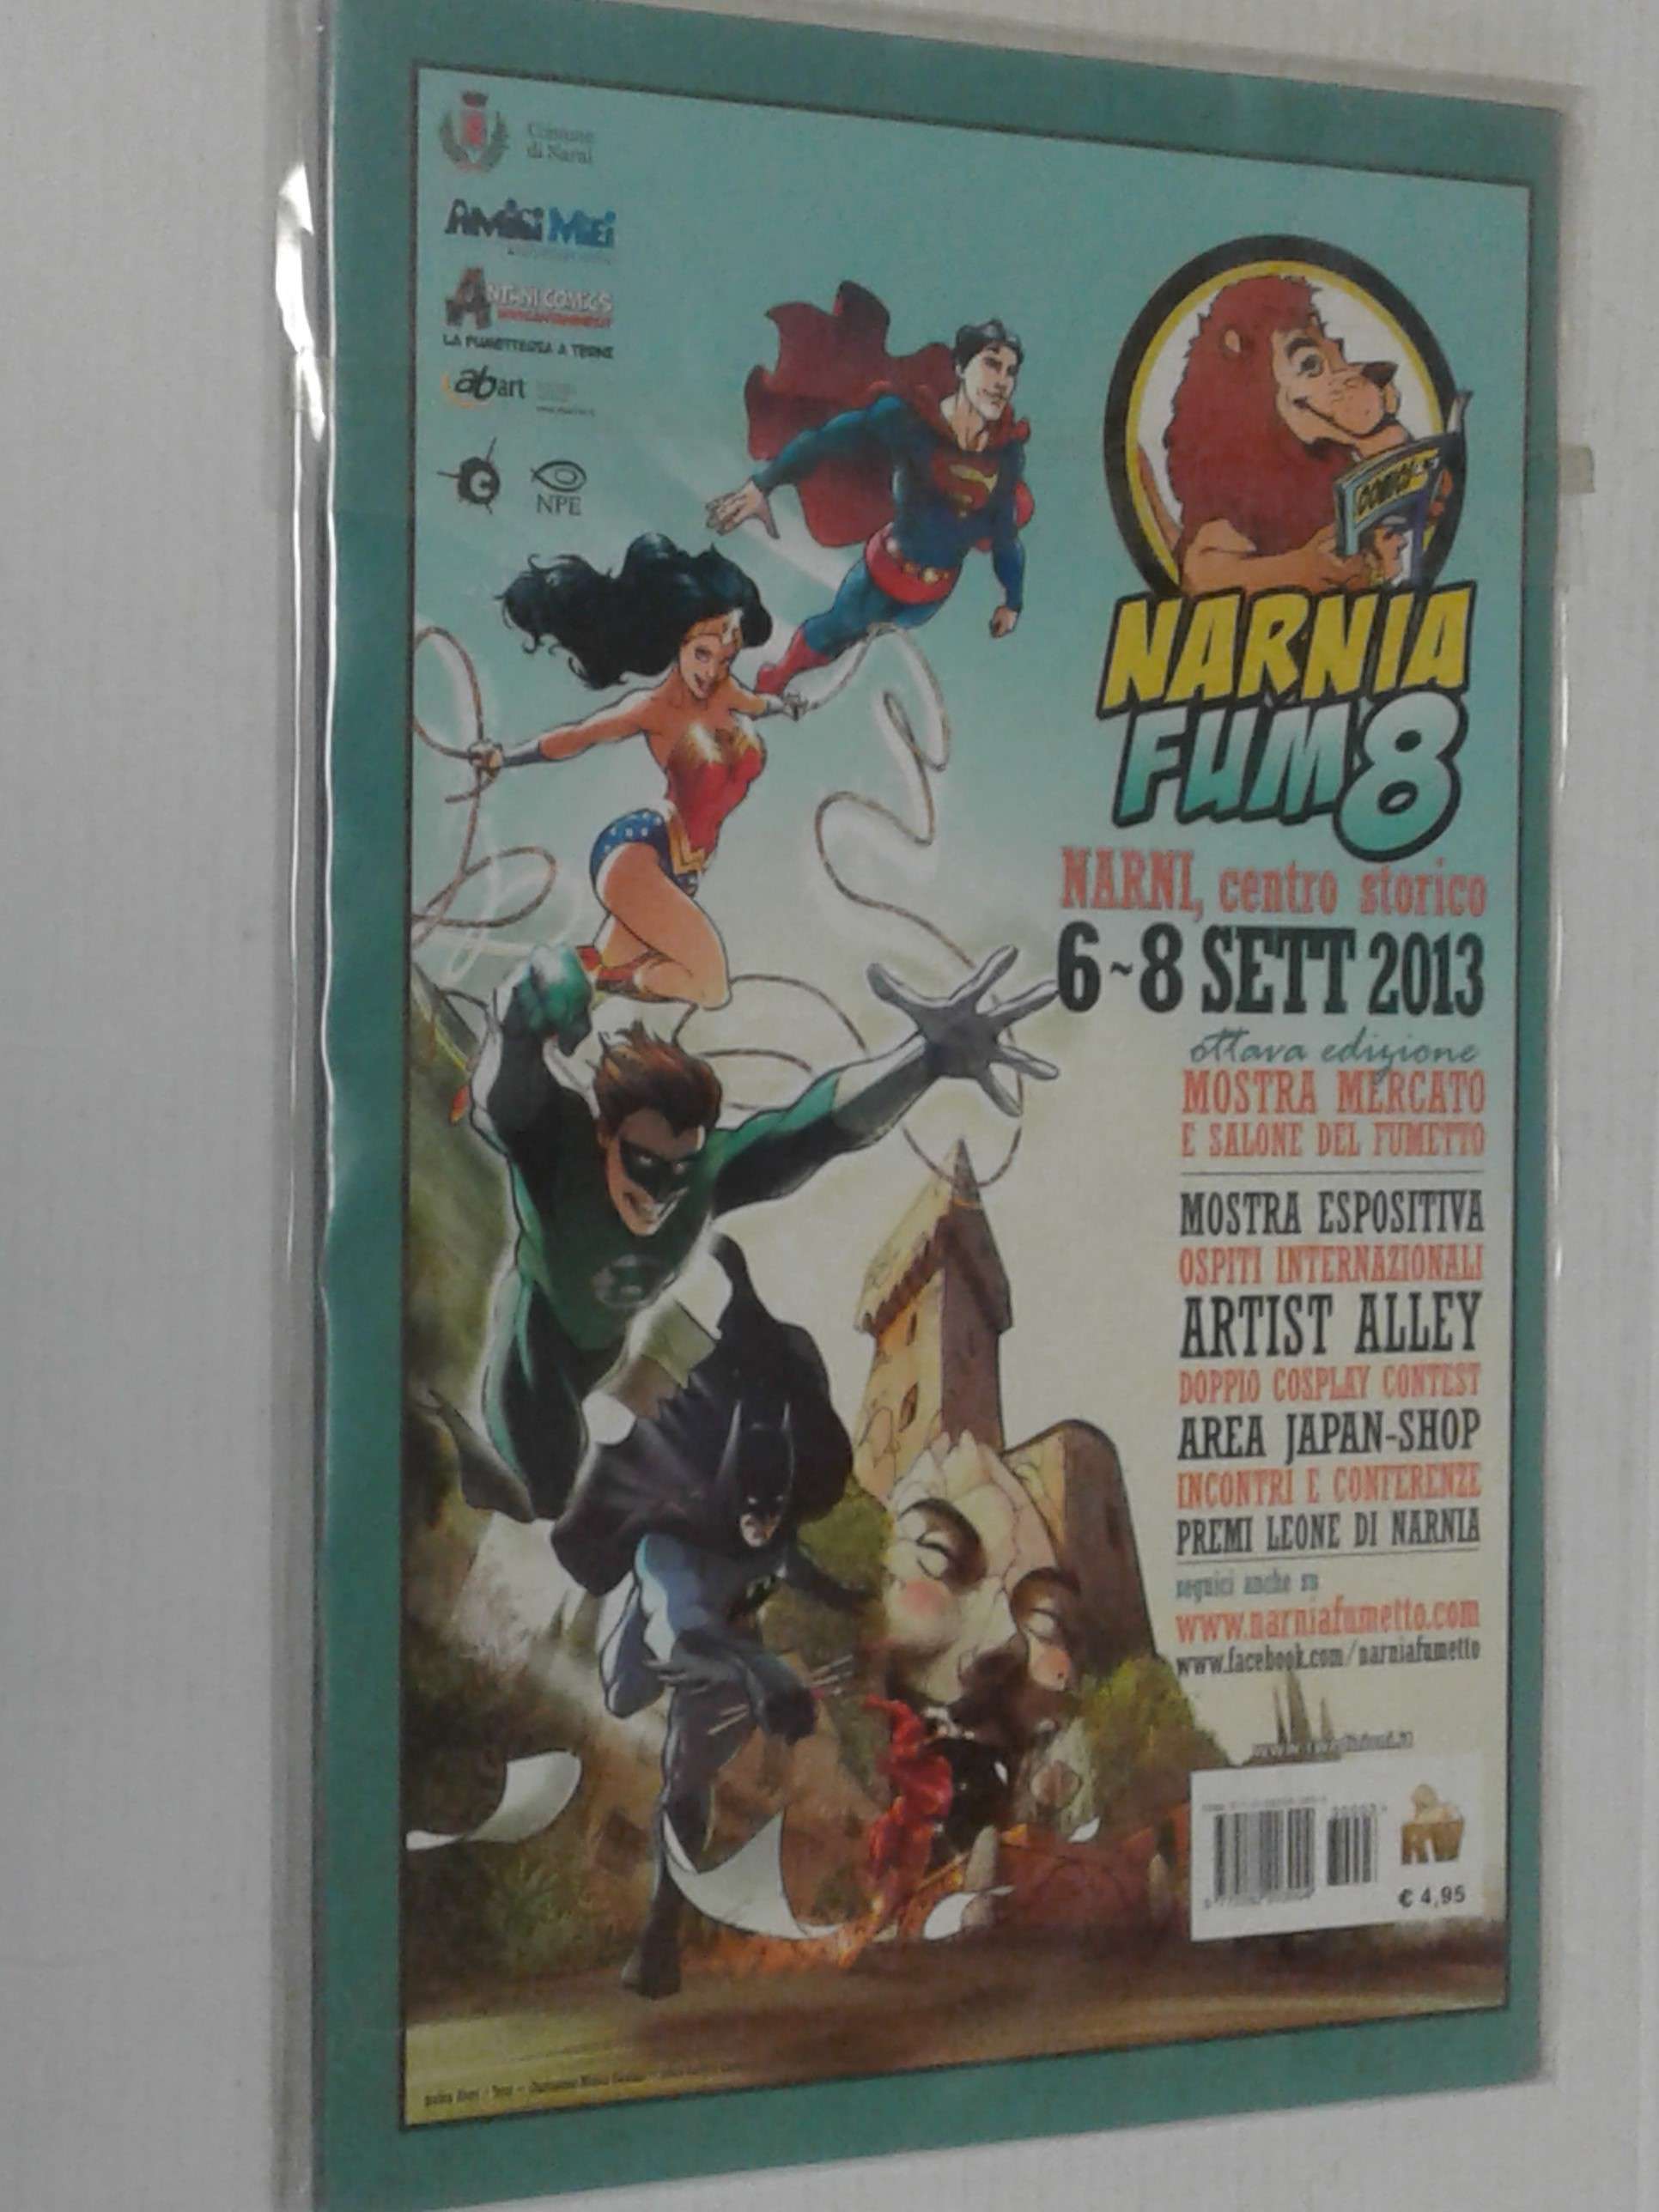 Comune
di Narni
AMICI MIEI
ANTANI COMICS
LA FUMETTERIA A TERNI
abart
C
NPE
COMICS
NARNIA
FUM8
NARNI, centro storico
6~8 SETT 2013
ottava edizione
MOSTRA MERCATO
E SALONE DEL FUMETTO
MOSTRA ESPOSITIVA
OSPITI INTERNAZIONALI
ARTIST ALLEY
DOPPIO COSPLAY CONTEST
AREA JAPAN-SHOP
INCONTRI E CONFERENZE
PREMI LEONE DI NARNIA
seguici anche su
www.narniafumetto.com
www.facebook.com/narniafumetto
RW
€ 4,95